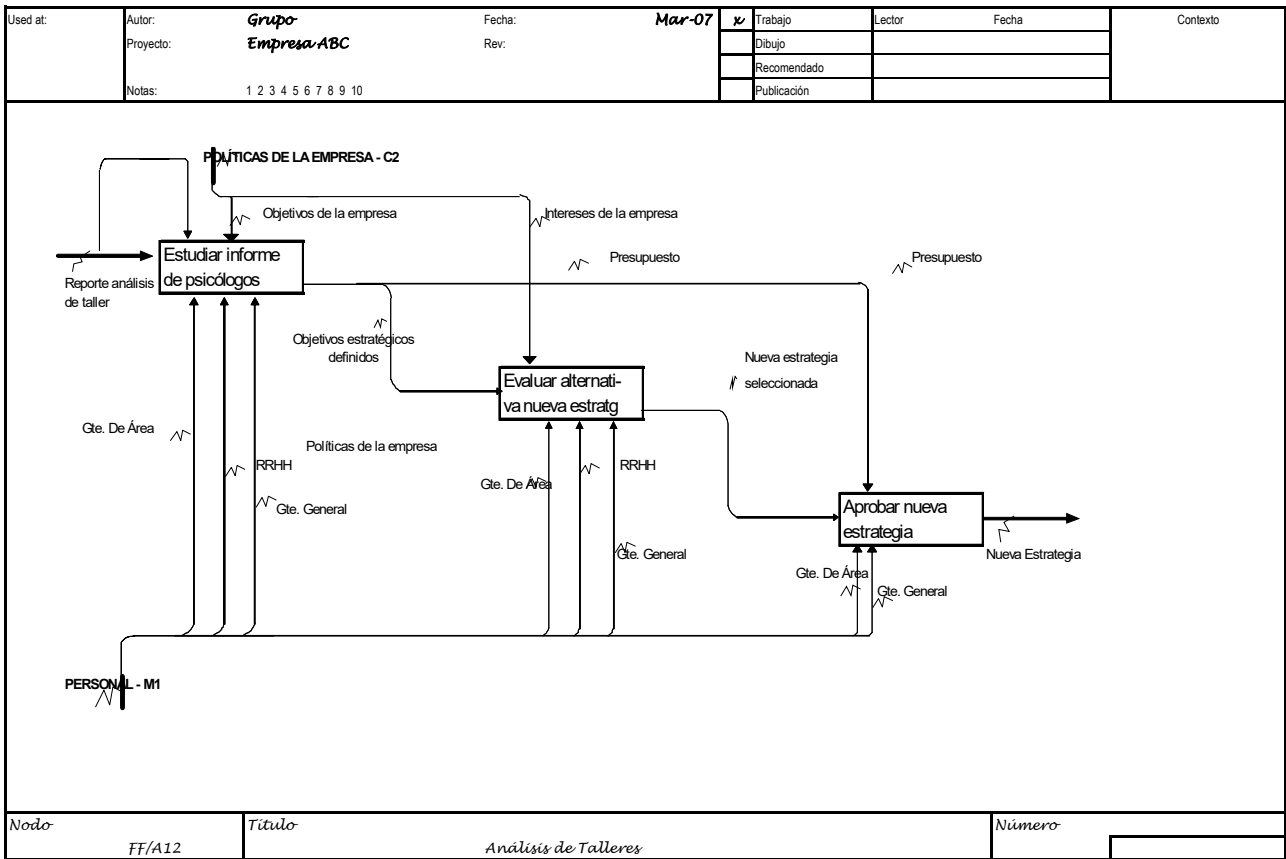 Used at:
Autor: Grupo Fecha: Mar-07 x Trabajo Lector Fecha Contexto
Proyecto: Empresa ABC Rev: Dibujo
Recomendado
Notas: 1 2 3 4 5 6 7 8 9 10 Publicación
POLÍTICAS DE LA EMPRESA - C2
Objetivos de la empresa
Intereses de la empresa
Estudiar informe
de psicólogos
Presupuesto
Presupuesto
Reporte análisis
de taller
Objetivos estratégicos
definidos
Nueva estrategia
seleccionada
Evaluar alternati-
va nueva estratg
Gte. De Área
Políticas de la empresa
RRHH
Gte. General
Gte. De Área
RRHH
Gte. General
Aprobar nueva
estrategia
Nueva Estrategia
Gte. De Área
Gte. General
PERSONAL - M1
Nodo Título Número
FF/A12 Análisis de Talleres